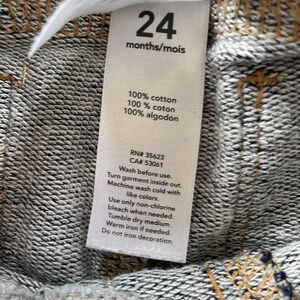 24
months/mois
100% cotton
100 % coton
100% algodón
RN# 35623
CA# 53061
Wash before use.
Turn garment inside out.
Machine wash cold with
like colors.
Use only non-chlorine
bleach when needed.
Tumble dry medium.
Warm iron if needed.
Do not iron decoration.